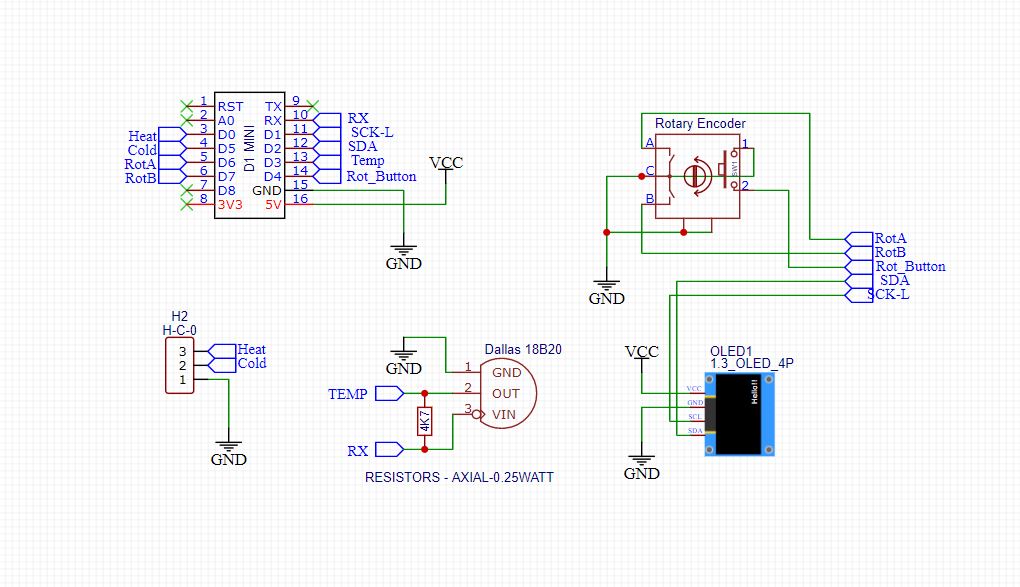 1 RST TX 9
2 A0 RX 10 RX
Heat 3 D0 D1 11 SCK-L
Cold 4 D5 D2 12 SDA
RotA 5 D6 D3 13 Temp
RotB 6 D7 D4 14 Rot_Button
7 D8 GND 15
8 3V3 5V 16
D1 MINI
VCC
GND
Rotary Encoder
A 1
C
B 2
SW1
GND
RotA
RotB
Rot_Button
SDA
SCK-L
H2
H-C-0
3 Heat
2 Cold
1
GND
GND
Dallas 18B20
1 GND
TEMP 2 OUT
3 VIN
4K7
RX
RESISTORS - AXIAL-0.25WATT
VCC
OLED1
1.3_OLED_4P
VCC
GND
SCL
SDA
Hello!!
GND